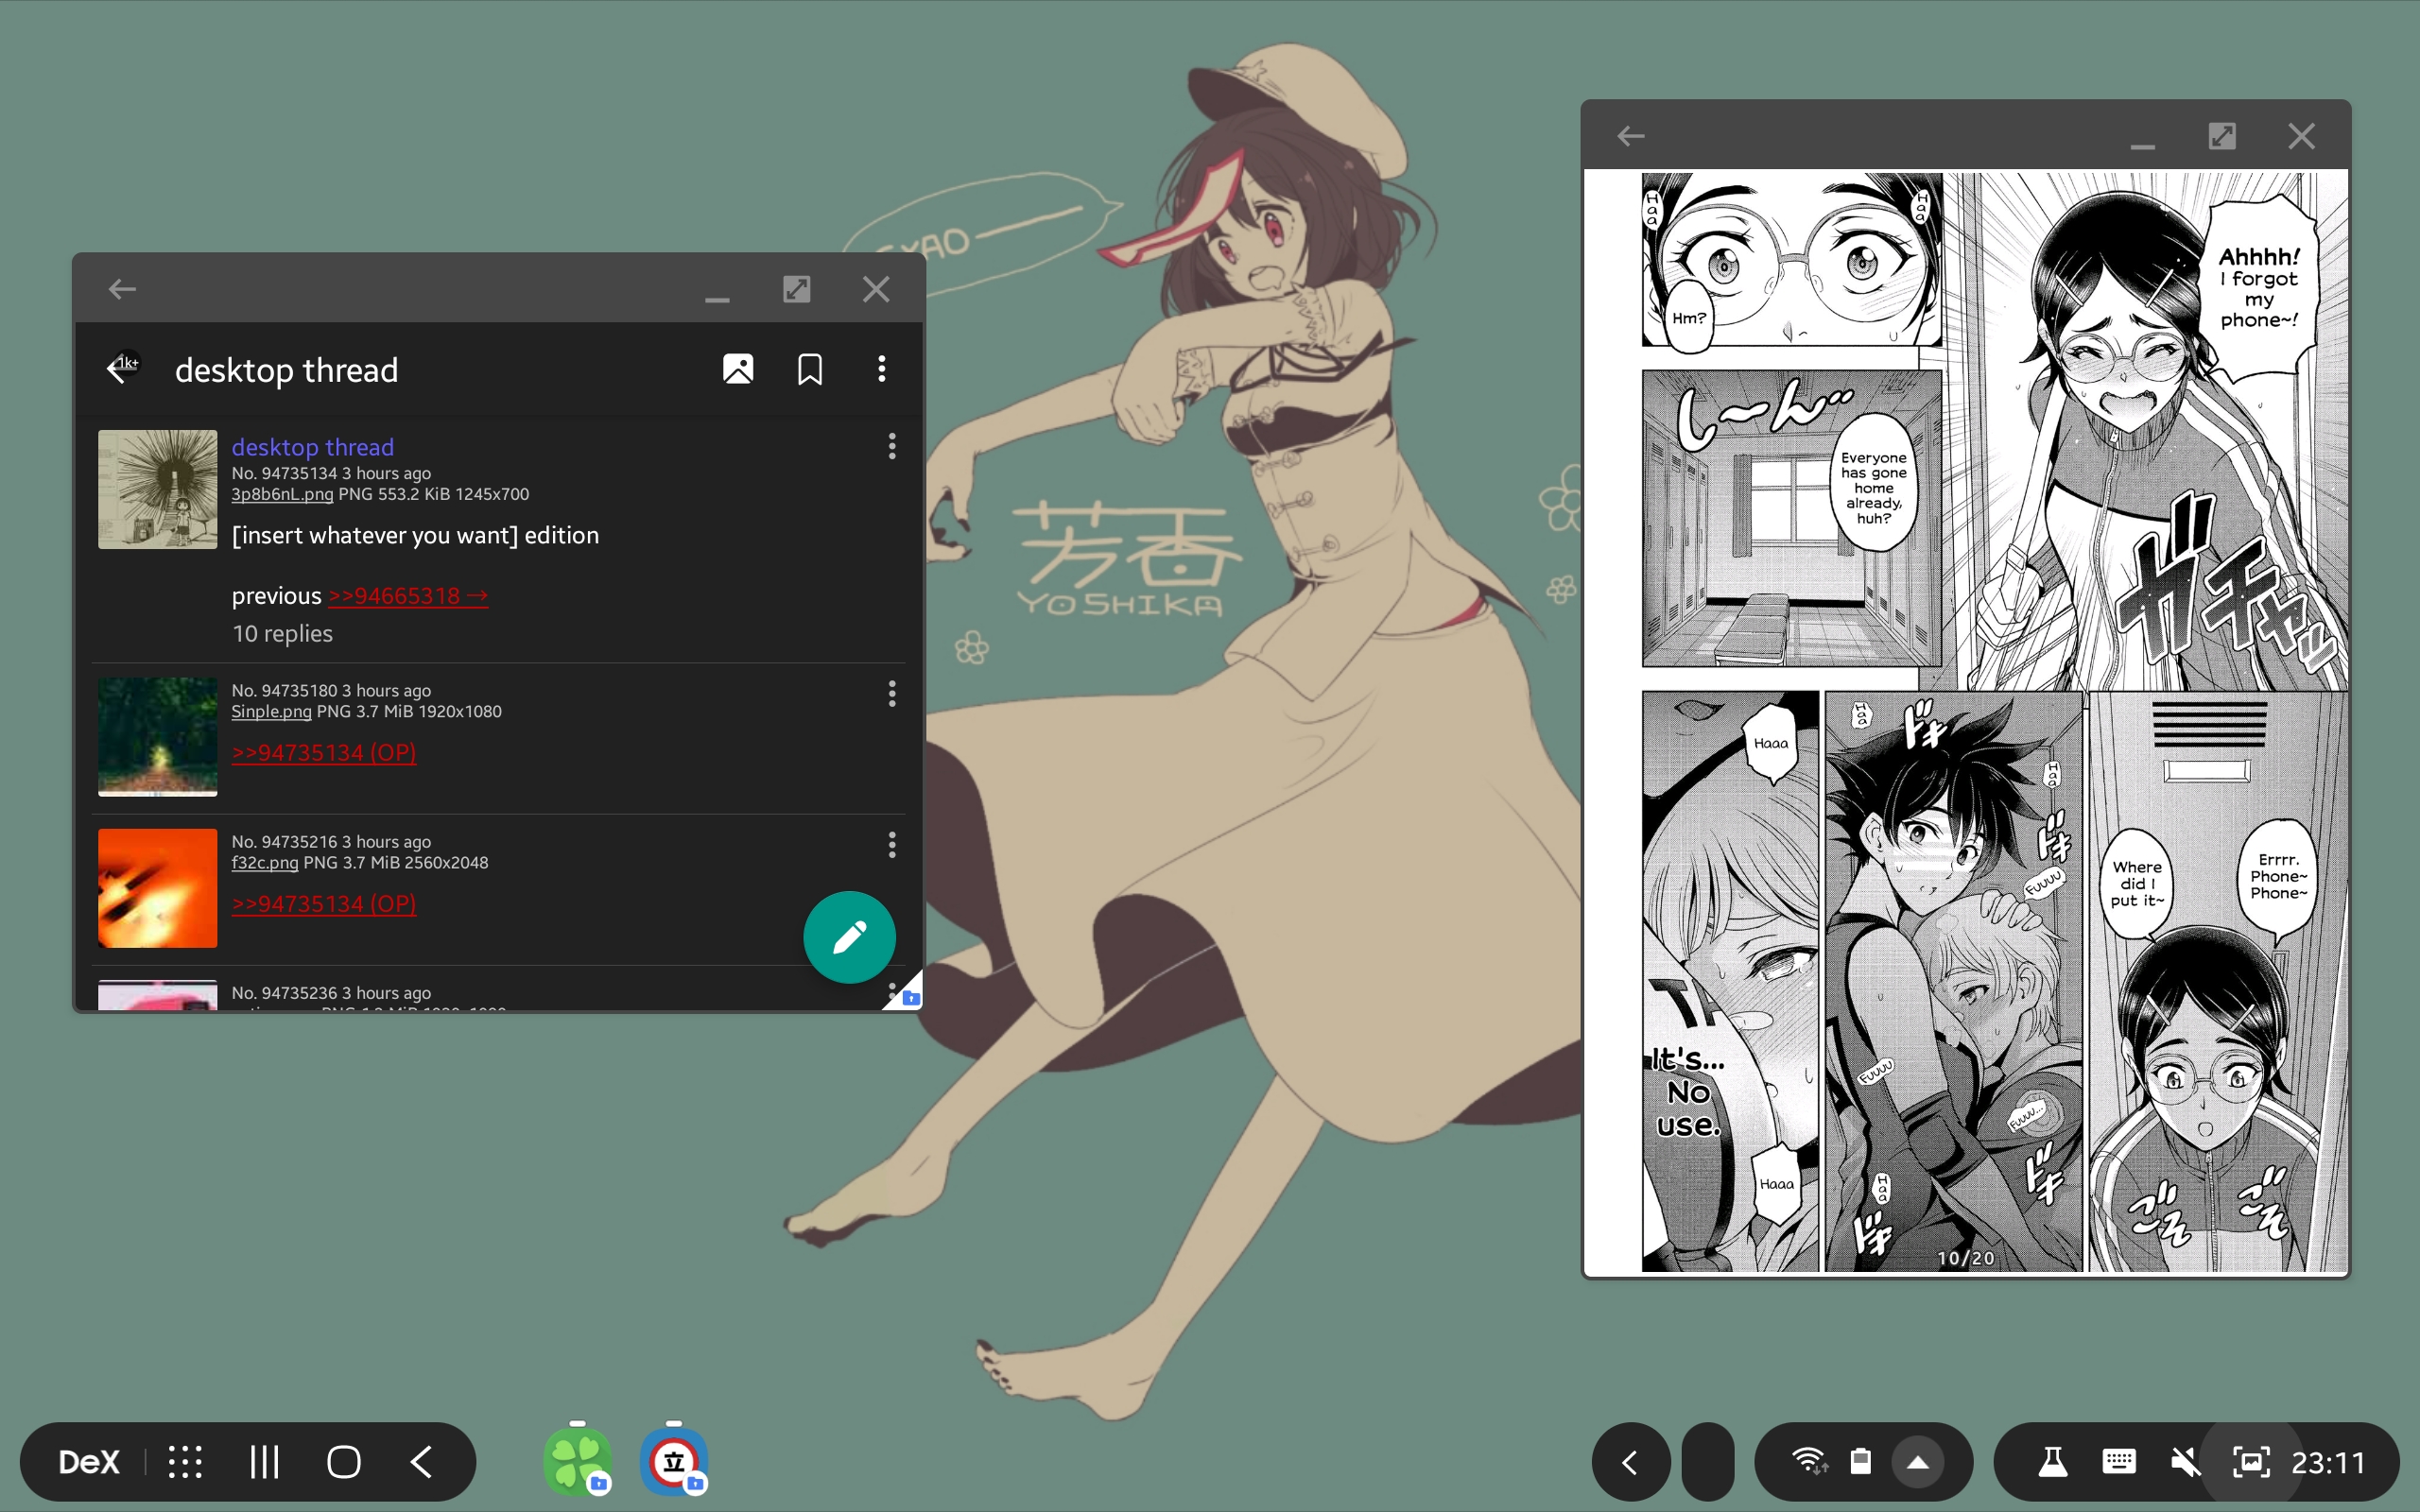 YAO
芳香
YOSHIKA
desktop thread
1k+
desktop thread
No. 94735134 3 hours ago
3p8b6nL.png PNG 553.2 KiB 1245x700
[insert whatever you want] edition
previous >>94665318 →
10 replies
No. 94735180 3 hours ago
Sinple.png PNG 3.7 MiB 1920x1080
>>94735134 (OP)
No. 94735216 3 hours ago
f32c.png PNG 3.7 MiB 2560x2048
>>94735134 (OP)
No. 94735236 3 hours ago
Haa
Haa
Hm?
Ahhhh!
I forgot
my
phone~!
し〜ん
Everyone
has gone
home
already,
huh?
ガチャッ
Haaa
It's...
No
use.
Haaa
Haa
ドキ
Haa
ドキ
FUUUU
FUUUU
FUUUU...
Haa
ドキ
ドキ
Where
did I
put it~
Errrr.
Phone~
Phone~
ごそ
ごそ
10/20
DeX
立
23:11